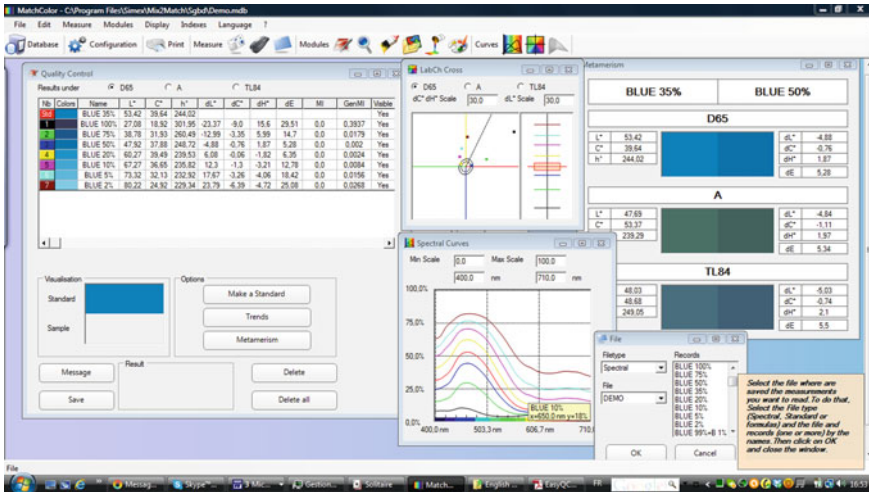 MatchColor - C:\Program Files\Simex\Mix2Match\Sgbd\Demo.mdb
File Edit Measure Modules Display Indexes Language ?
Database Configuration Print Measure Modules Curves
Quality Control
Results under D65 A TL84
Nb Colors Name L* C* h* dL* dC* dH* dE MI GenMI Visible
Std BLUE 35% 53,42 39,64 244,02 Yes
1 BLUE 100% 27,08 18,92 301,95 -23,37 -9,0 15,6 29,51 0,0 0,3937 Yes
2 BLUE 75% 38,78 31,93 260,49 -12,99 -3,35 5,99 14,7 0,0 0,0179 Yes
3 BLUE 50% 47,92 37,88 248,72 -4,88 -0,76 1,87 5,28 0,0 0,002 Yes
4 BLUE 20% 60,27 39,49 239,53 6,08 -0,06 -1,82 6,35 0,0 0,0024 Yes
5 BLUE 10% 67,27 36,65 235,82 12,3 -1,3 -3,21 12,78 0,0 0,0084 Yes
6 BLUE 5% 73,32 32,13 232,92 17,67 -3,26 -4,06 18,42 0,0 0,0156 Yes
7 BLUE 2% 80,22 24,92 229,34 23,79 -6,39 -4,72 25,08 0,0 0,0268 Yes
Visualisation
Standard
Sample
Options
Make a Standard
Trends
Metamerism
Message
Result
Delete
Save
Delete all
LabCh Cross
D65 A TL84
dC* dH* Scale 30,0 dL* Scale 30,0
Spectral Curves
Min Scale 0,0 Max Scale 100,0
400,0 nm 710,0 nm
100,0%
75,0%
50,0%
25,0%
0,0%
BLUE 10%
x=650,0 nm y=18%
400,0 nm 503,3 nm 606,7 nm 710,0
Metamerism
BLUE 35% BLUE 50%
D65
L* 53,42 dL* -4,88
C* 39,64 dC* -0,76
h* 244,02 dH* 1,87
dE 5,28
A
L* 47,69 dL* -4,84
C* 53,37 dC* -1,11
239,29 dH* 1,97
dE 5,34
TL84
48,03 dL* -5,03
48,68 dC* -0,74
249,05 dH* 2,1
dE 5,5
File
Filetype Records
Spectral
File
DEMO
BLUE 100%
BLUE 75%
BLUE 50%
BLUE 35%
BLUE 20%
BLUE 10%
BLUE 5%
BLUE 2%
BLUE 99%+B 1%
OK Cancel
Select the file where are
saved the measurements
you want to read. To do that,
Select the File type
(Spectral, Standard or
formulas) and the file and
records (one or more) by the
names. Then click on OK
and close the window.
File
Messag... Skype™... 3 Mic... Gestion... Solitaire Match... English ... EasyQC... FR 16:53